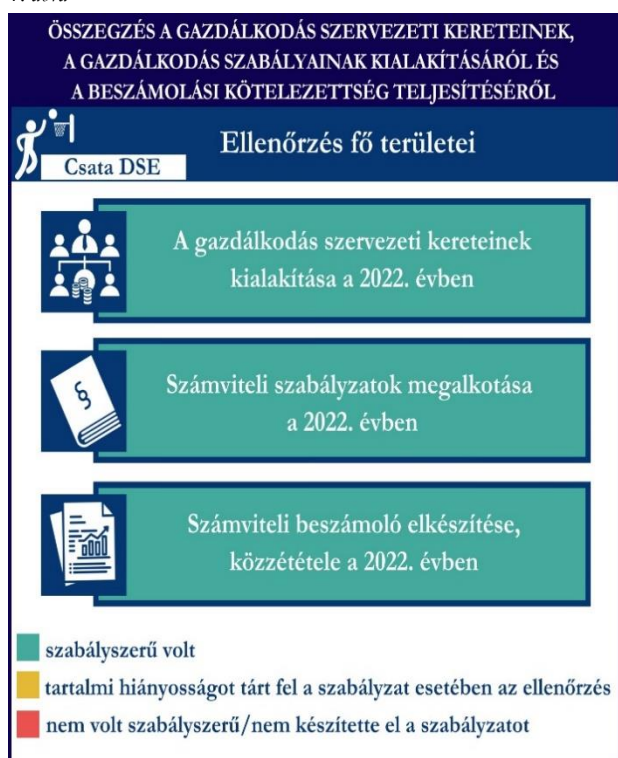 ÖSSZEGZÉS A GAZDÁLKODÁS SZERVEZETI KERETEINEK,
A GAZDÁLKODÁS SZABÁLYAINAK KIALAKÍTÁSÁRÓL ÉS
A BESZÁMOLÁSI KÖTELEZETTSÉG TELJESÍTÉSÉRŐL
Ellenőrzés fő területei
Csata DSE
A gazdálkodás szervezeti kereteinek
kialakítása a 2022. évben
§
Számviteli szabályzatok megalkotása
a 2022. évben
Számviteli beszámoló elkészítése,
közzététele a 2022. évben
szabályszerű volt
tartalmi hiányosságot tárt fel a szabályzat esetében az ellenőrzés
nem volt szabályszerű/nem készítette el a szabályzatot